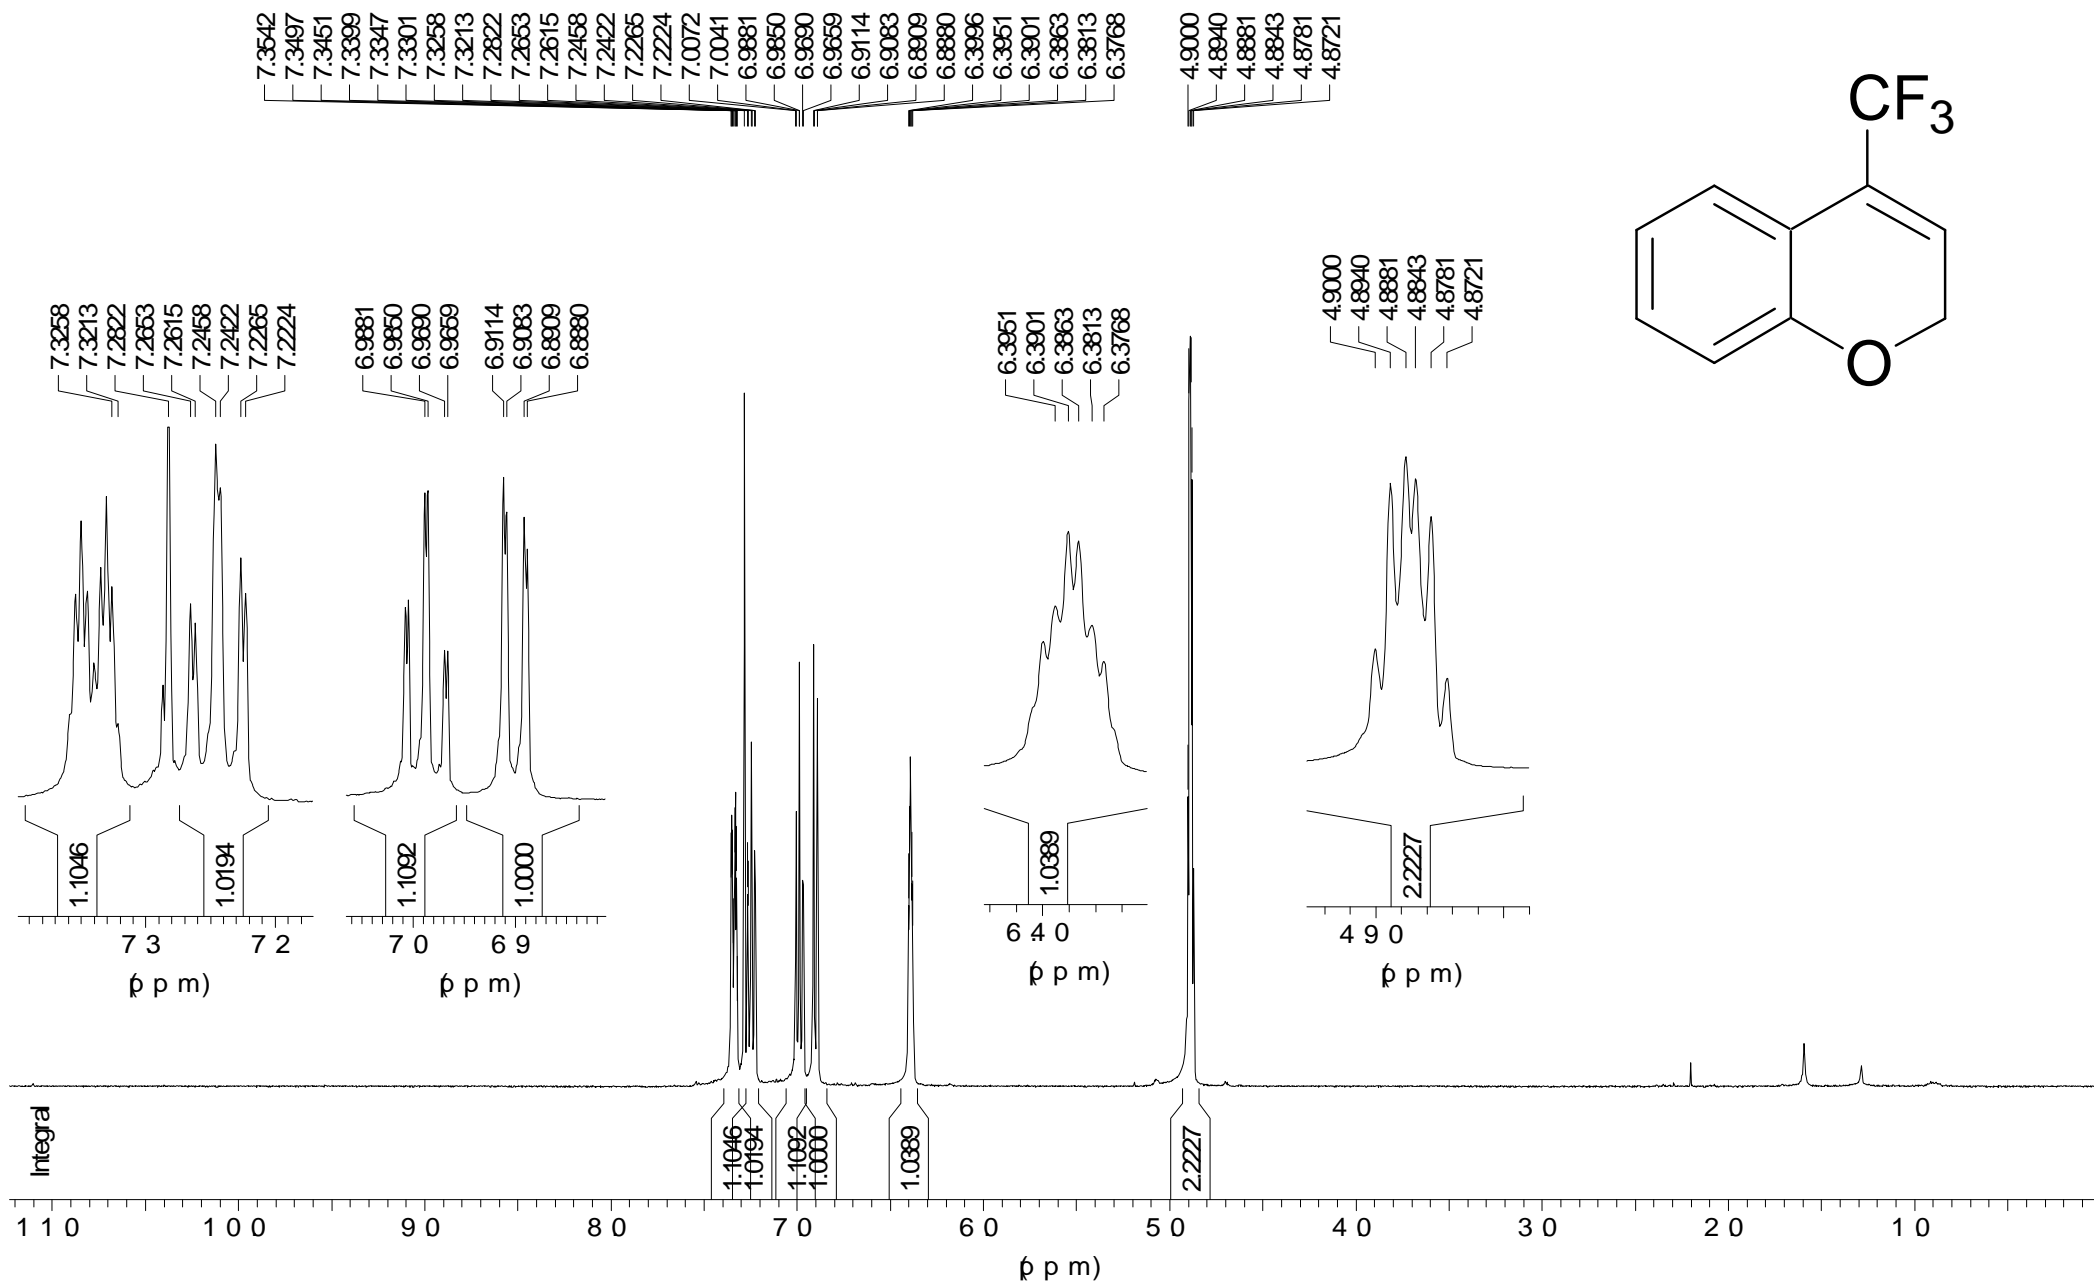 7.3542 7.3497 7.3451 7.3399 7.3347 7.3301 7.3258 7.3213 7.2822 7.2653 7.2615 7.2458 7.2422 7.2265 7.2224 7.0072 7.0041 6.9881 6.9850 6.9690 6.9659 6.9114 6.9083 6.8909 6.8880 6.3996 6.3951 6.3901 6.3863 6.3813 6.3768 4.9000 4.8940 4.8881 4.8843 4.8781 4.8721
CF3
O
7.3258 7.3213 7.2822 7.2653 7.2615 7.2458 7.2422 7.2265 7.2224
6.9881 6.9850 6.9690 6.9659 6.9114 6.9083 6.8909 6.8880
6.3951 6.3901 6.3863 6.3813 6.3768
4.9000 4.8940 4.8881 4.8843 4.8781 4.8721
1.1046 1.0194
1.1092 1.0000
1.0389
2.2227
7.3 7.2
(ppm)
7.0 6.9
(ppm)
6.40
(ppm)
4.90
(ppm)
Integral
1.1046 1.0194 1.1092 1.0000 1.0389 2.2227
11.0 10.0 9.0 8.0 7.0 6.0 5.0 4.0 3.0 2.0 1.0
(ppm)